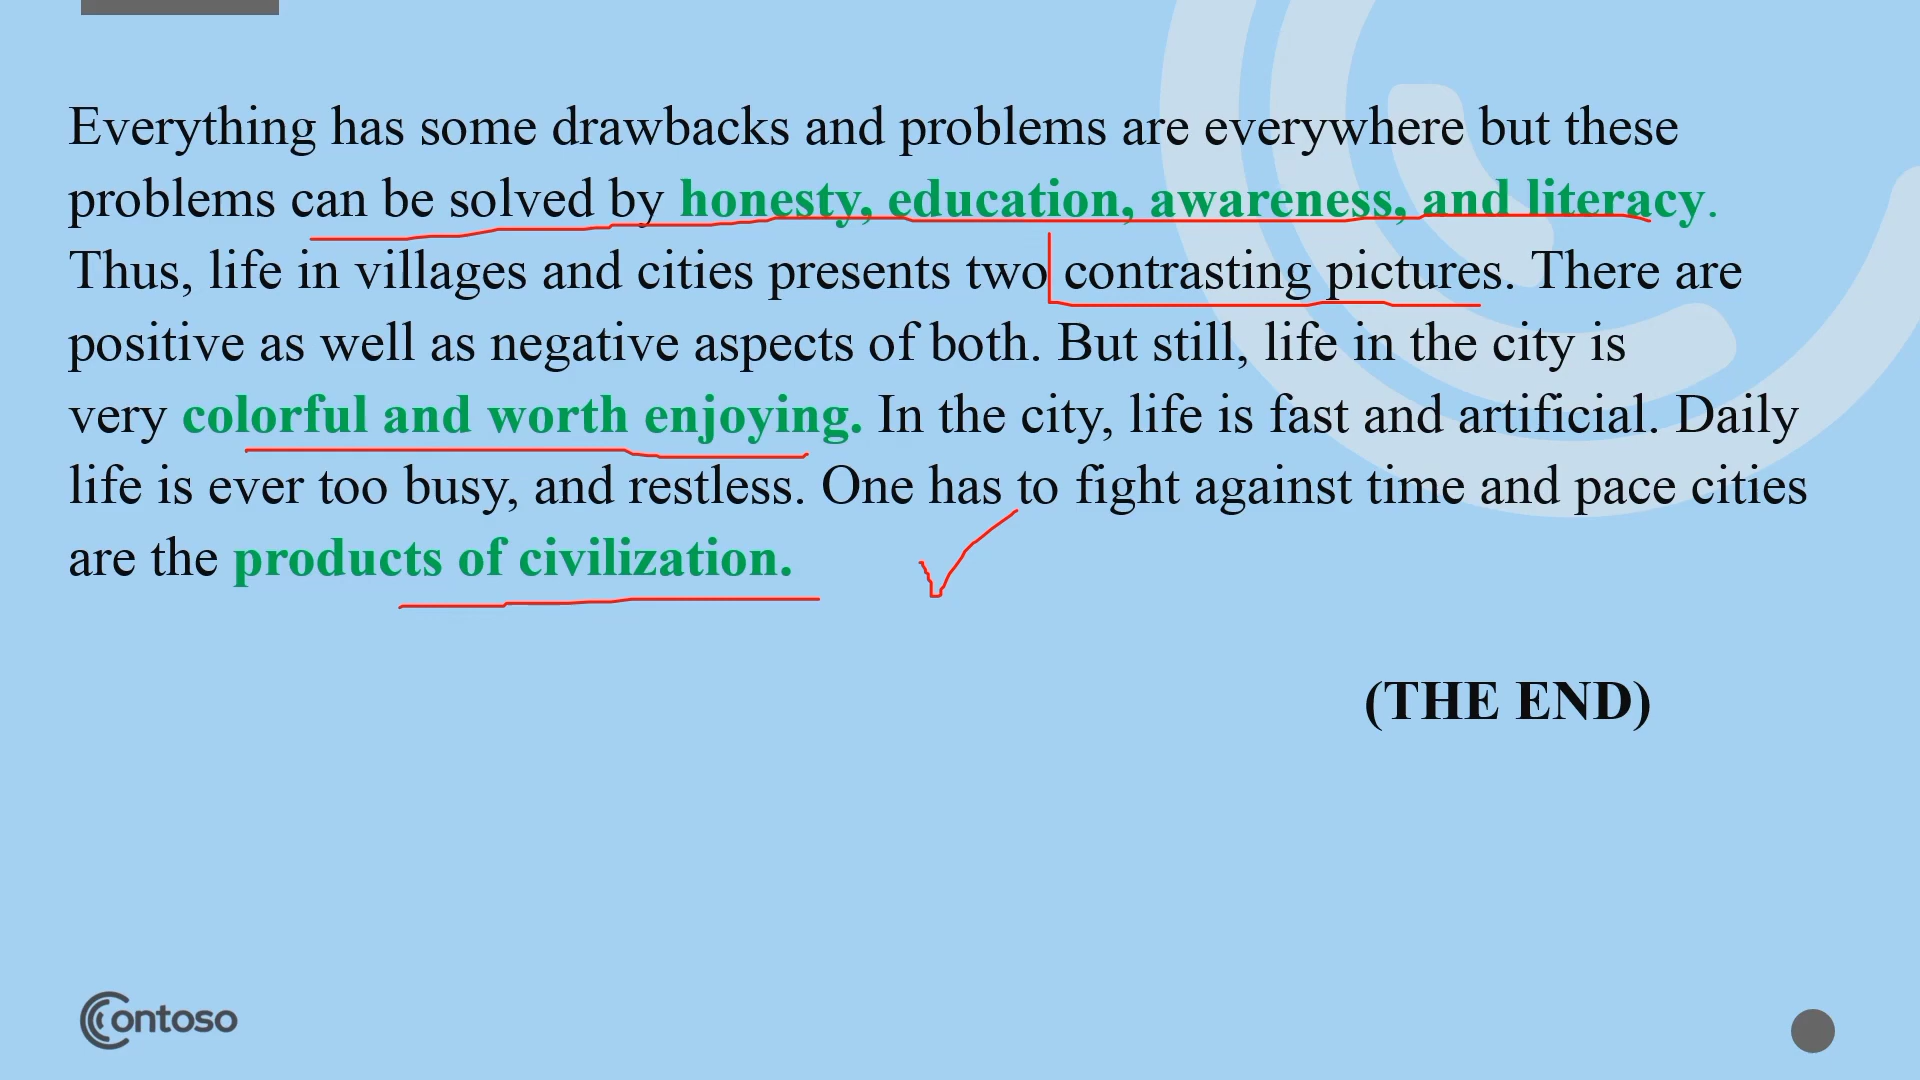 Everything has some drawbacks and problems are everywhere but these
problems can be solved by honesty, education, awareness, and literacy.
Thus, life in villages and cities presents two contrasting pictures. There are
positive as well as negative aspects of both. But still, life in the city is
very colorful and worth enjoying. In the city, life is fast and artificial. Daily
life is ever too busy, and restless. One has to fight against time and pace cities
are the products of civilization.
(THE END)
Contoso